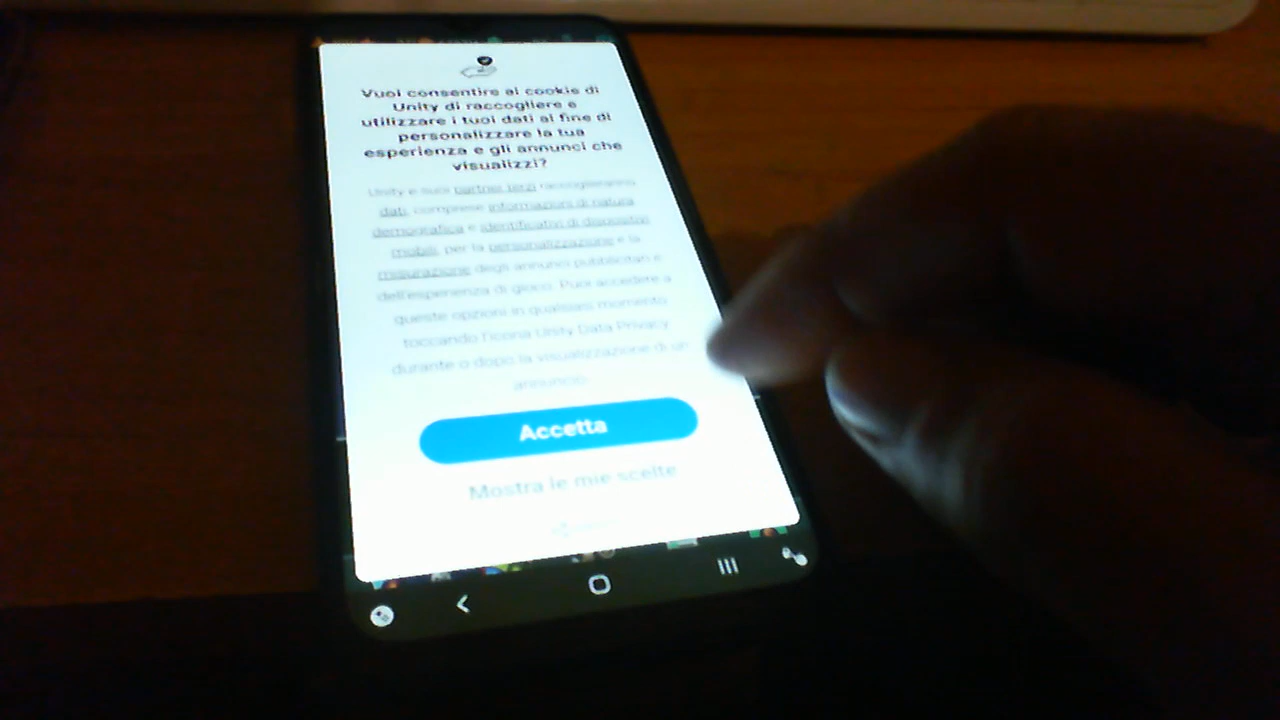 Vuoi consentire ai cookie di
Unity di raccogliere e
utilizzare i tuoi dati al fine di
personalizzare la tua
esperienza e gli annunci che
visualizzi?
Unity e suoi partner terzi raccoglieranno
dati, comprese informazioni di natura
demografica e identificativi di dispositivi
mobili, per la personalizzazione e la
misurazione degli annunci pubblicitari e
dell'esperienza di gioco. Puoi accedere a
queste opzioni in qualsiasi momento
toccando l'icona Unity Data Privacy
durante o dopo la visualizzazione di un
annuncio.
Accetta
Mostra le mie scelte